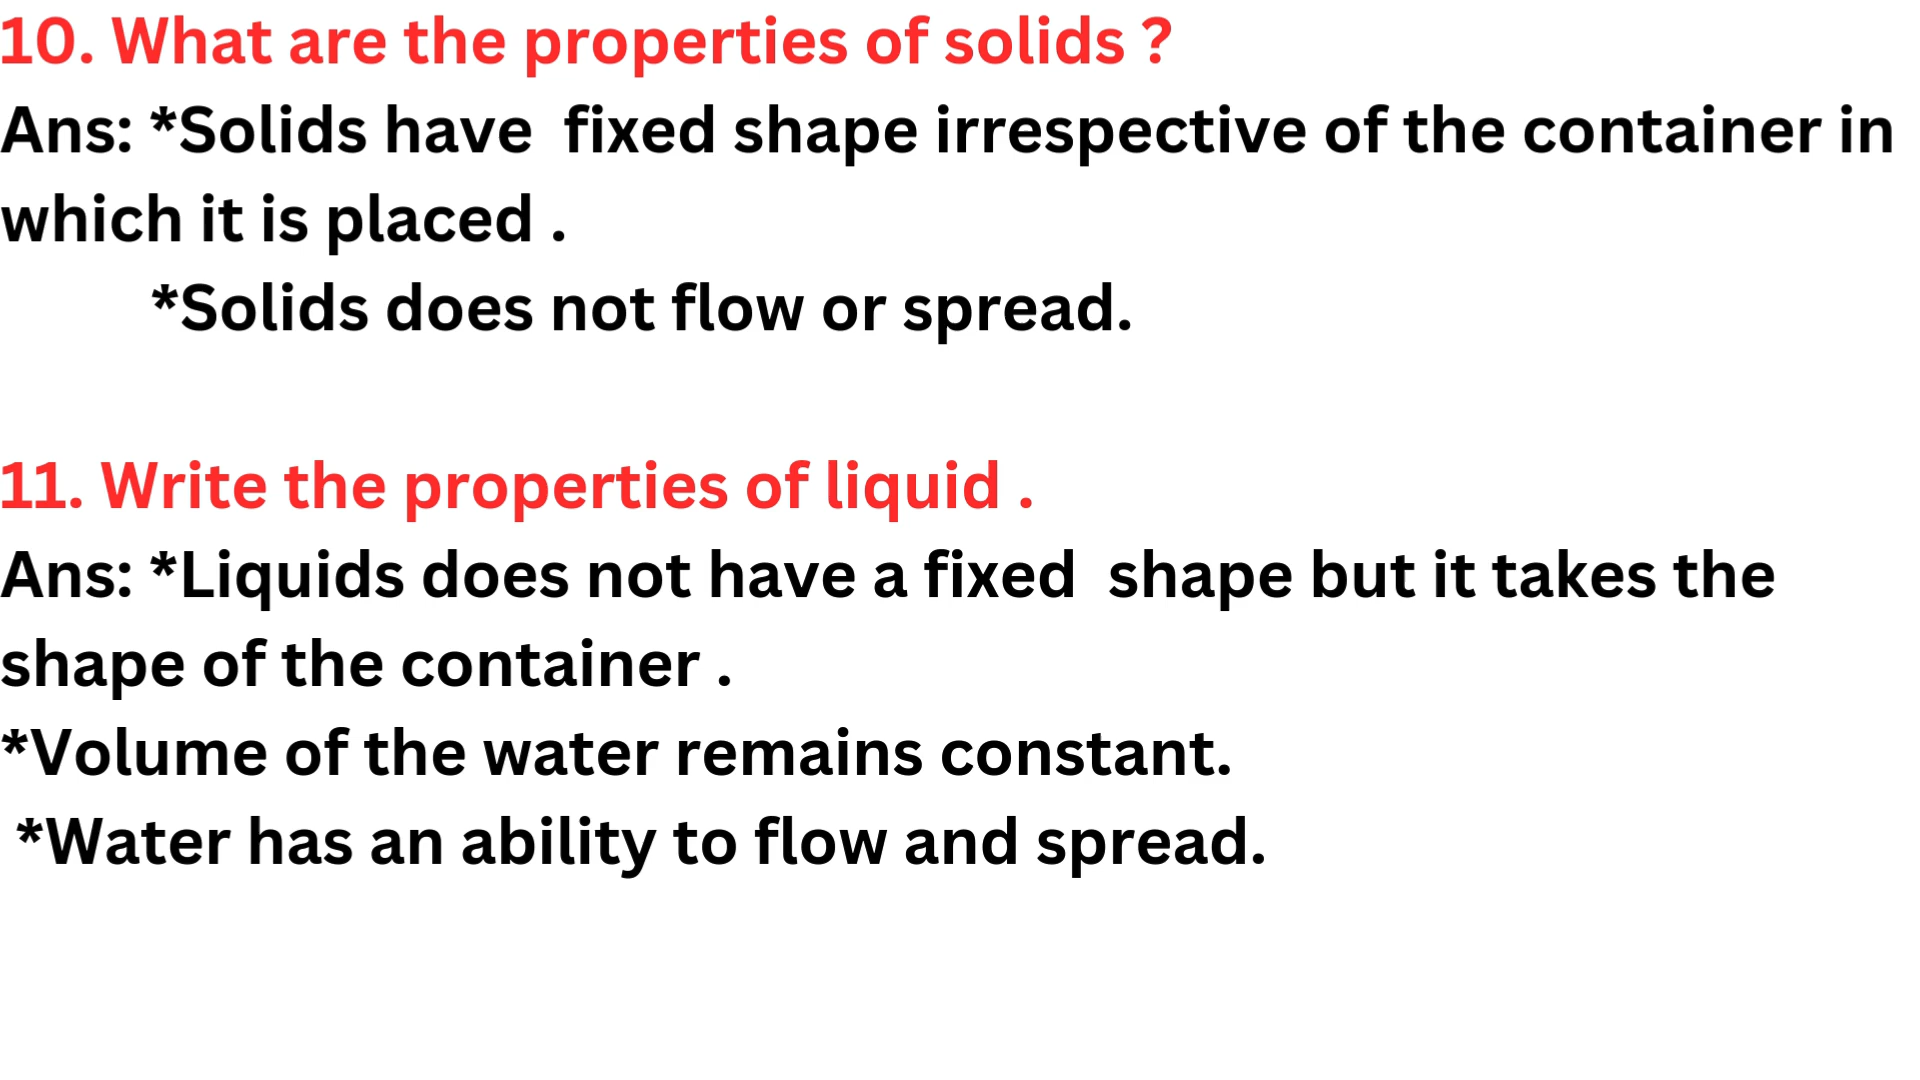 10. What are the properties of solids ?
Ans: *Solids have  fixed shape irrespective of the container in
which it is placed .
*Solids does not flow or spread.
11. Write the properties of liquid .
Ans: *Liquids does not have a fixed  shape but it takes the
shape of the container .
*Volume of the water remains constant.
*Water has an ability to flow and spread.